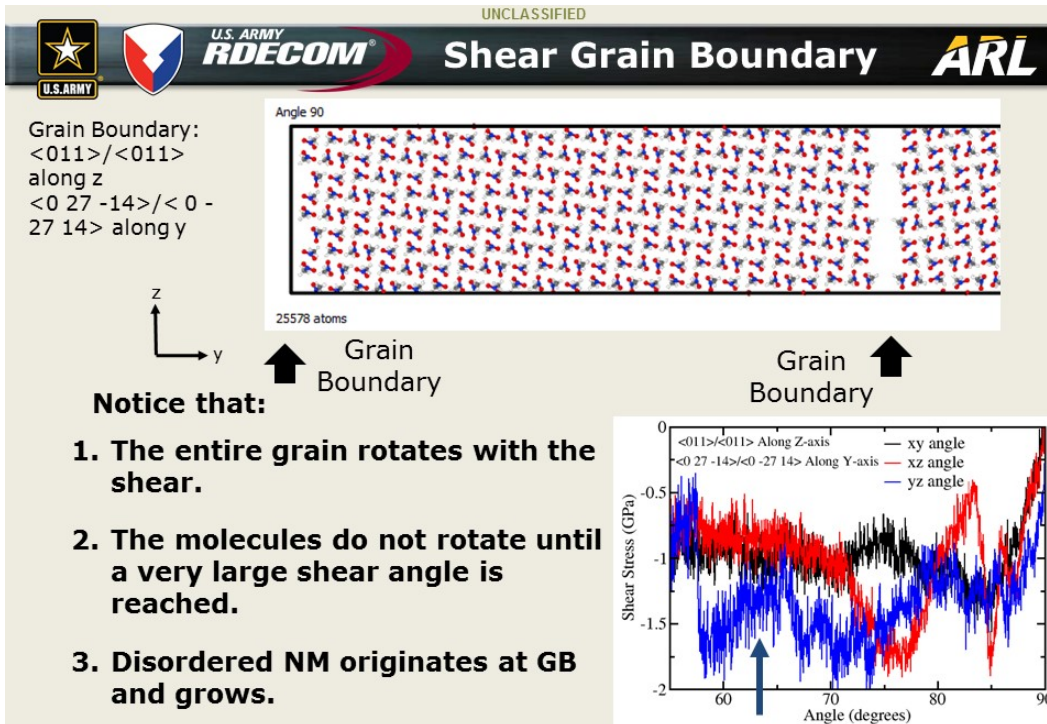 UNCLASSIFIED
U.S.ARMY
U.S. ARMY
RDECOM®
Shear Grain Boundary
ARL
Grain Boundary:
<011>/<011>
along z
<0 27 -14>/< 0 -
27 14> along y
Angle 90
25578 atoms
z
y
Grain
Boundary
Grain
Boundary
Notice that:
1. The entire grain rotates with the
shear.
2. The molecules do not rotate until
a very large shear angle is
reached.
3. Disordered NM originates at GB
and grows.
<011>/<011> Along Z-axis
<0 27 -14>/<0 -27 14> Along Y-axis
xy angle
xz angle
yz angle
Shear Stress (GPa)
0
-0.5
-1
-1.5
-2
60
70
80
90
Angle (degrees)